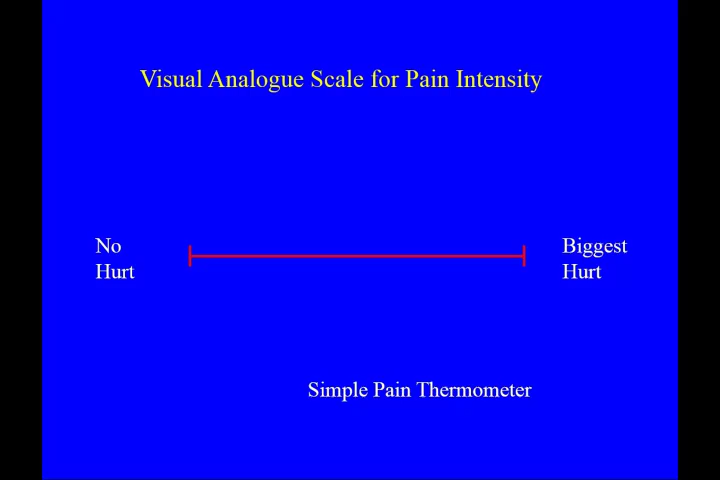 Visual Analogue Scale for Pain Intensity
No
Hurt
Biggest
Hurt
Simple Pain Thermometer